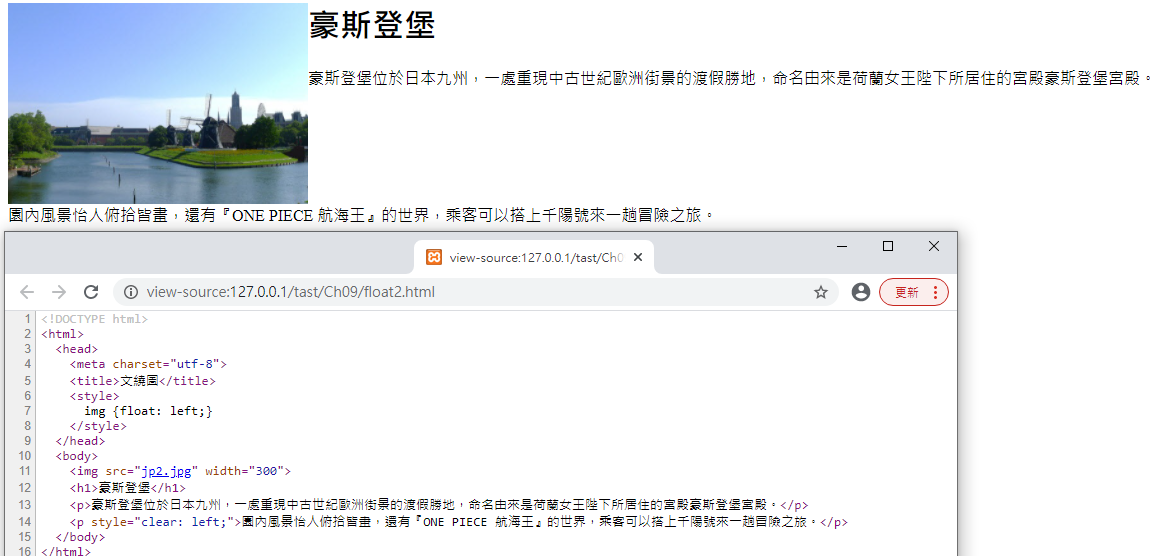 豪斯登堡
豪斯登堡位於日本九州，一處重現中古世紀歐洲街景的渡假勝地，命名由來是荷蘭女王陛下所居住的宮殿豪斯登堡宮殿。
園內風景怡人俯拾皆畫，還有『ONE PIECE 航海王』的世界，乘客可以搭上千陽號來一趟冒險之旅。
view-source:127.0.0.1/tast/Ch0
view-source:127.0.0.1/tast/Ch09/float2.html 更新
1 <!DOCTYPE html>
2 <html>
3 <head>
4 <meta charset="utf-8">
5 <title>文繞圖</title>
6 <style>
7 img {float: left;}
8 </style>
9 </head>
10 <body>
11 <img src="jp2.jpg" width="300">
12 <h1>豪斯登堡</h1>
13 <p>豪斯登堡位於日本九州，一處重現中古世紀歐洲街景的渡假勝地，命名由來是荷蘭女王陛下所居住的宮殿豪斯登堡宮殿。</p>
14 <p style="clear: left;">園內風景怡人俯拾皆畫，還有『ONE PIECE 航海王』的世界，乘客可以搭上千陽號來一趟冒險之旅。</p>
15 </body>
16 </html>